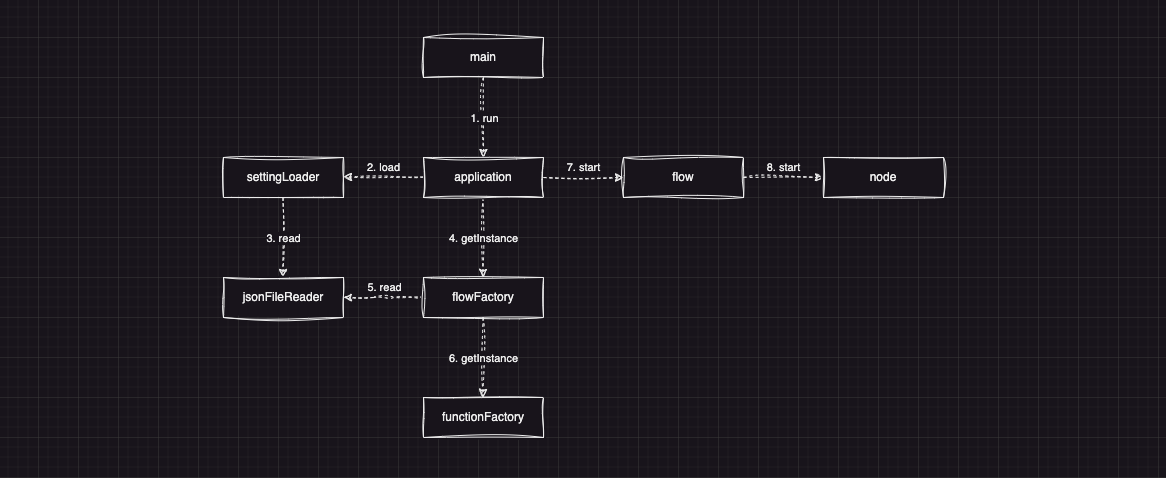 main
1. run
settingLoader
2. load
application
7. start
flow
8. start
node
3. read
4. getInstance
jsonFileReader
5. read
flowFactory
6. getInstance
functionFactory